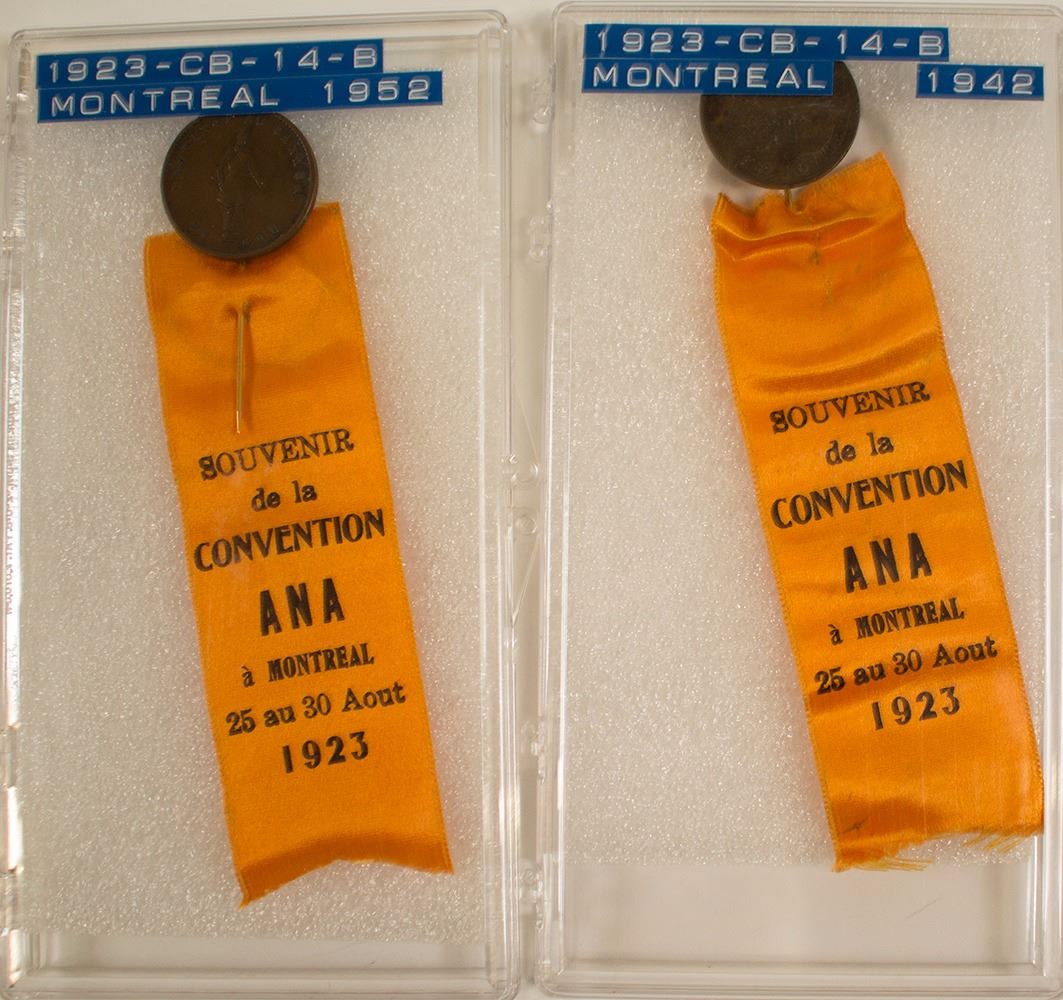 1923-CB-14-B
MONTREAL 1952
SOUVENIR
de la
CONVENTION
ANA
à MONTREAL
25 au 30 Aout
1923
1923-CB-14-B
MONTREAL 1942
SOUVENIR
de la
CONVENTION
ANA
à MONTREAL
25 au 30 Aout
1923